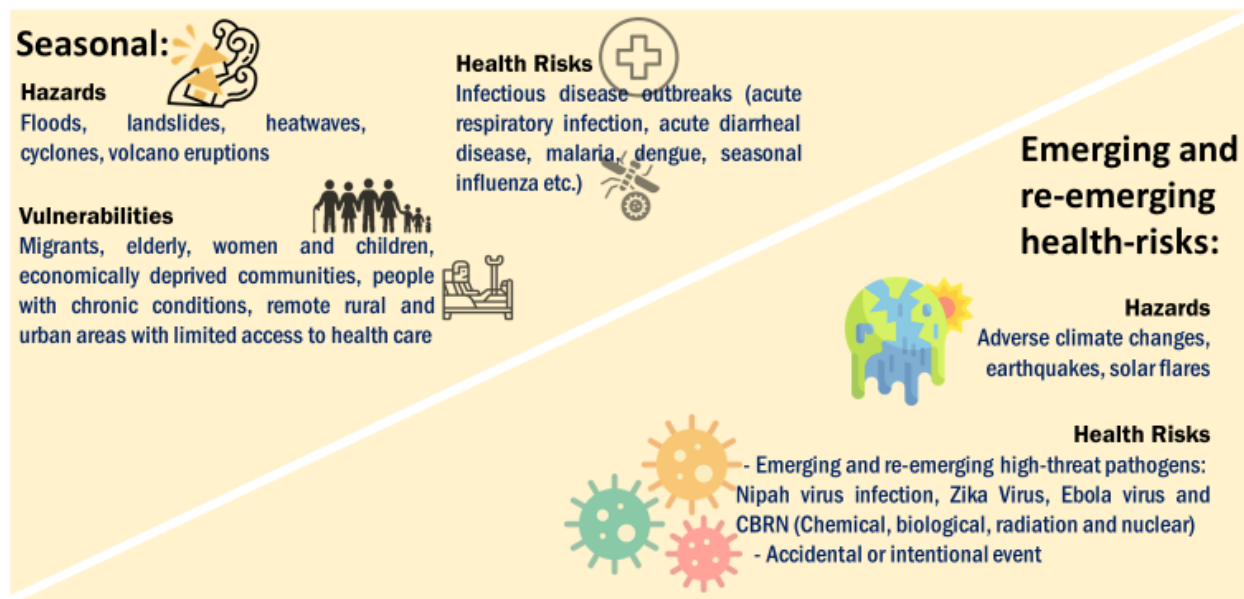 Seasonal:
Hazards
Floods, landslides, heatwaves,
cyclones, volcano eruptions
Vulnerabilities
Migrants, elderly, women and children,
economically deprived communities, people
with chronic conditions, remote rural and
urban areas with limited access to health care
Health Risks
Infectious disease outbreaks (acute
respiratory infection, acute diarrheal
disease, malaria, dengue, seasonal
influenza etc.)
Emerging and
re-emerging
health-risks:
Hazards
Adverse climate changes,
earthquakes, solar flares
Health Risks
- Emerging and re-emerging high-threat pathogens:
Nipah virus infection, Zika Virus, Ebola virus and
CBRN (Chemical, biological, radiation and nuclear)
- Accidental or intentional event